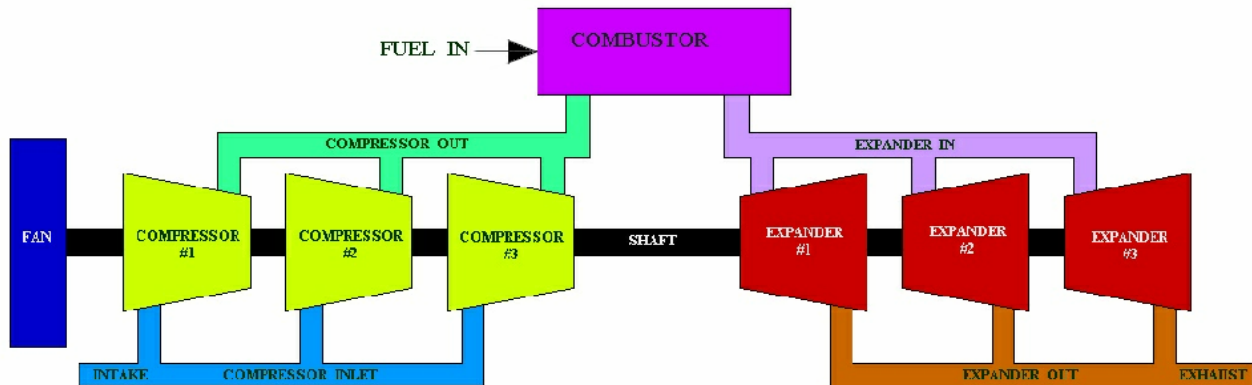 FUEL IN
COMBUSTOR
COMPRESSOR OUT
EXPANDER IN
FAN
COMPRESSOR
#1
COMPRESSOR
#2
COMPRESSOR
#3
SHAFT
EXPANDER
#1
EXPANDER
#2
EXPANDER
#3
INTAKE
COMPRESSOR INLET
EXPANDER OUT
EXHAUST